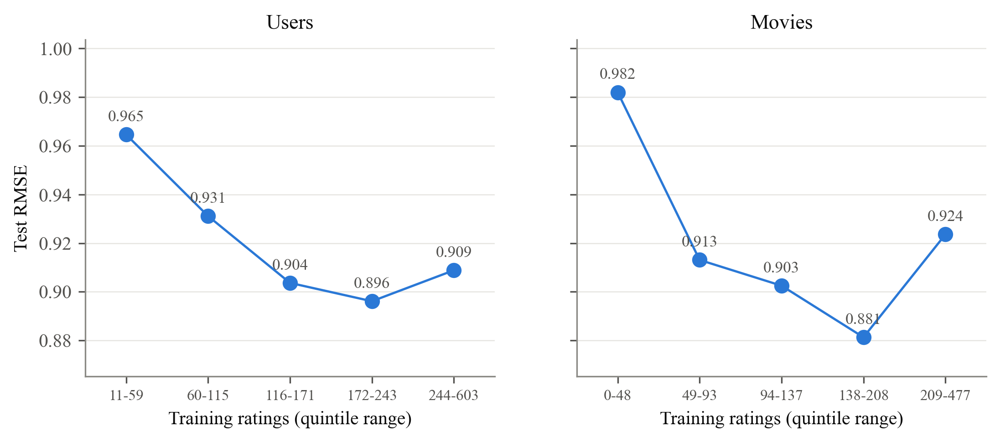 Users
1.00
0.98
0.96
0.94
0.92
0.90
0.88
Test RMSE
0.965
0.931
0.904
0.896
0.909
11-59 60-115 116-171 172-243 244-603
Training ratings (quintile range)
Movies
0.982
0.913
0.903
0.881
0.924
0-48 49-93 94-137 138-208 209-477
Training ratings (quintile range)